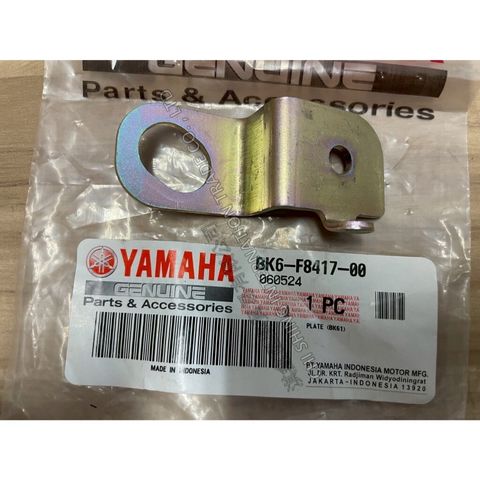 GENUINE
Parts & Accessories
YAMAHA
GENUINE
Parts & Accessories
MADE IN INDONESIA
BK6-F8417-00
060524
1 PC
PLATE (BK61)
PT.YAMAHA INDONESIA MOTOR MFG.
JL.DR. KRT. Radjiman Widyodiningrat
JAKARTA-INDONESIA 13920